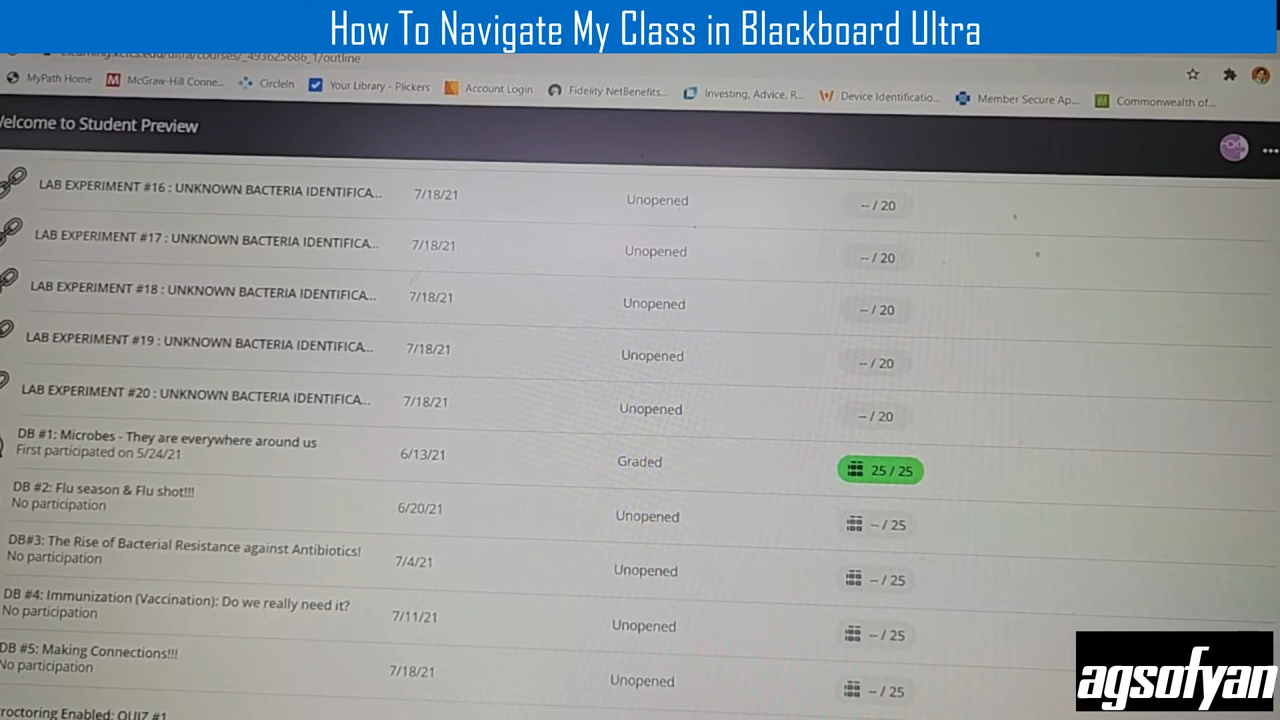 How To Navigate My Class in Blackboard Ultra
MyPath Home McGraw-Hill Conne... CircleIn Your Library - Plickers Account Login Fidelity NetBenefits... Investing, Advice, R... Device Identificatio... Member Secure Ap... Commonwealth of...
elcome to Student Preview
LAB EXPERIMENT #16 : UNKNOWN BACTERIA IDENTIFICA... 7/18/21 Unopened -- / 20
LAB EXPERIMENT #17 : UNKNOWN BACTERIA IDENTIFICA... 7/18/21 Unopened -- / 20
LAB EXPERIMENT #18 : UNKNOWN BACTERIA IDENTIFICA... 7/18/21 Unopened -- / 20
LAB EXPERIMENT #19 : UNKNOWN BACTERIA IDENTIFICA... 7/18/21 Unopened -- / 20
LAB EXPERIMENT #20 : UNKNOWN BACTERIA IDENTIFICA... 7/18/21 Unopened -- / 20
DB #1: Microbes - They are everywhere around us 6/13/21 Graded 25 / 25
First participated on 5/24/21
DB #2: Flu season & Flu shot!!! 6/20/21 Unopened -- / 25
No participation
DB#3: The Rise of Bacterial Resistance against Antibiotics! 7/4/21 Unopened -- / 25
No participation
DB #4: Immunization (Vaccination): Do we really need it? 7/11/21 Unopened -- / 25
No participation
DB #5: Making Connections!!! 7/18/21 Unopened -- / 25
No participation
roctoring Enabled: QUIZ #1
agsofyan